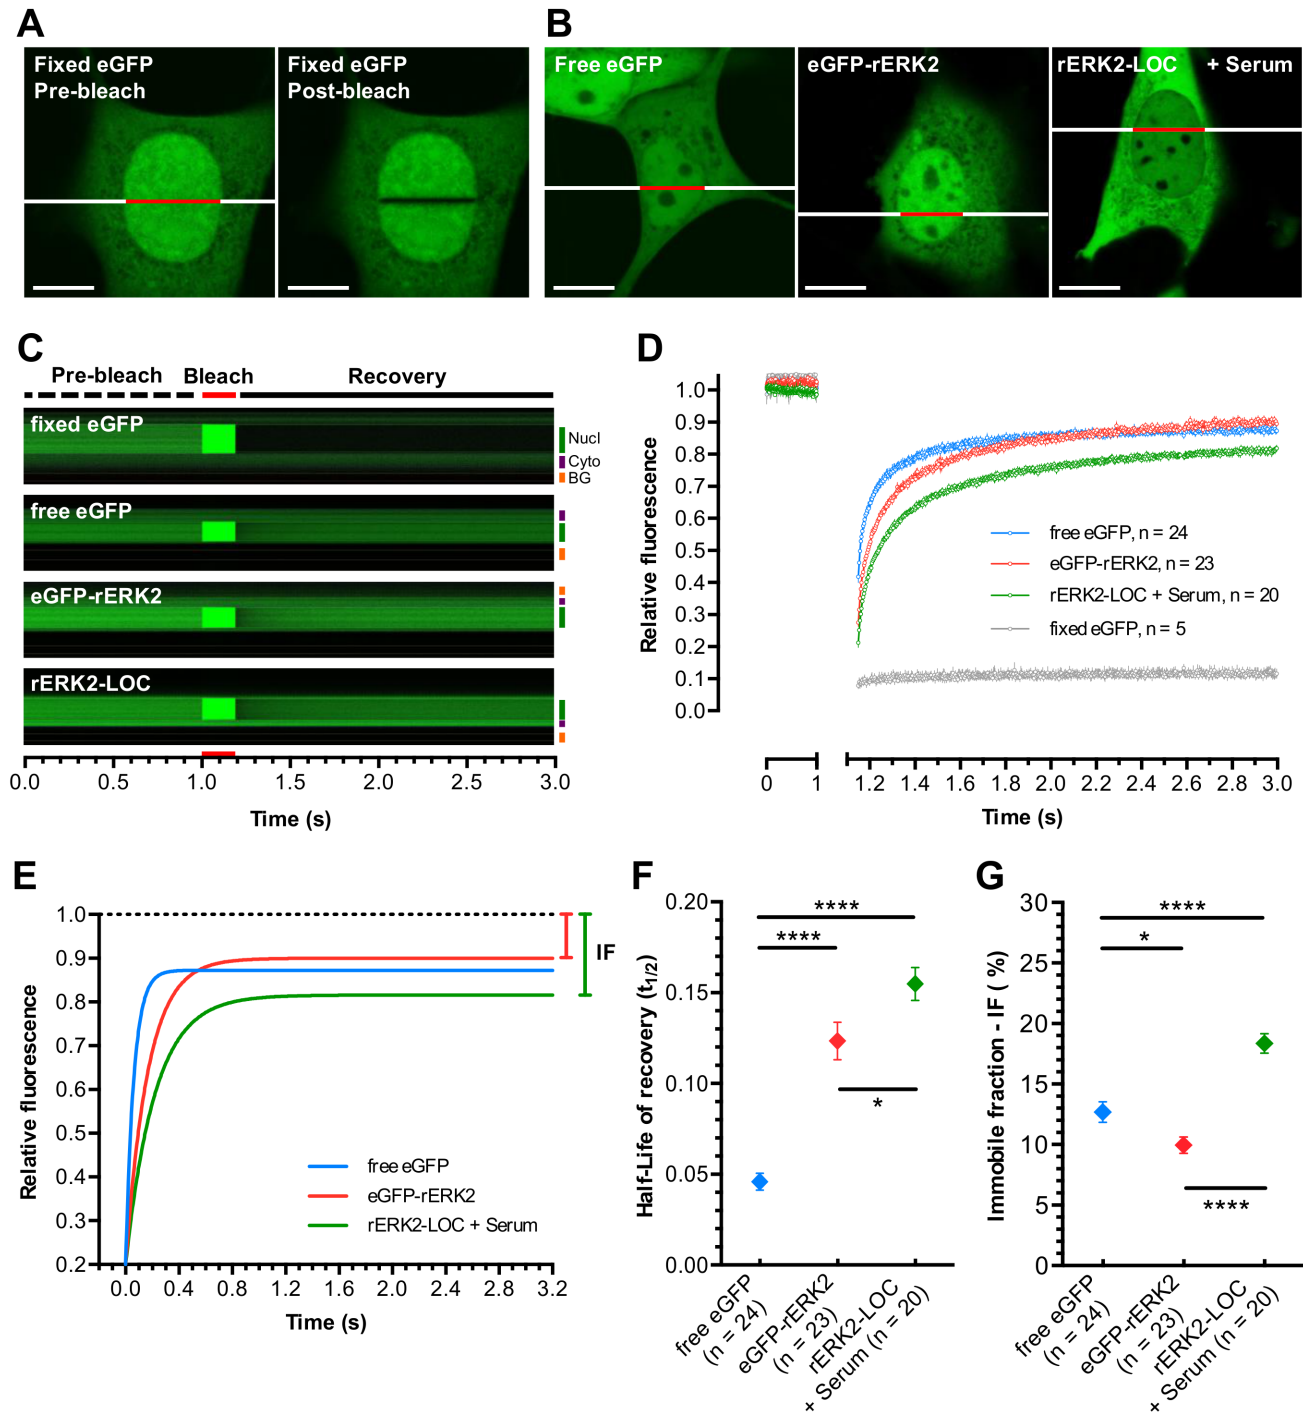 A
Fixed eGFP
Pre-bleach
Fixed eGFP
Post-bleach
B
Free eGFP
eGFP-rERK2
rERK2-LOC + Serum
C
Pre-bleach Bleach Recovery
fixed eGFP
Nucl
Cyto
BG
free eGFP
eGFP-rERK2
rERK2-LOC
0.0 0.5 1.0 1.5 2.0 2.5 3.0
Time (s)
D
Relative fluorescence
1.0
0.9
0.8
0.7
0.6
0.5
0.4
0.3
0.2
0.1
0.0
free eGFP, n = 24
eGFP-rERK2, n = 23
rERK2-LOC + Serum, n = 20
fixed eGFP, n = 5
0 1 1.2 1.4 1.6 1.8 2.0 2.2 2.4 2.6 2.8 3.0
Time (s)
E
Relative fluorescence
1.0
0.9
0.8
0.7
0.6
0.5
0.4
0.3
0.2
IF
free eGFP
eGFP-rERK2
rERK2-LOC + Serum
0.0 0.4 0.8 1.2 1.6 2.0 2.4 2.8 3.2
Time (s)
F
Half-Life of recovery (t1/2)
0.20
0.15
0.10
0.05
0.00
****
****
*
free eGFP
(n = 24)
eGFP-rERK2
(n = 23)
rERK2-LOC
+ Serum (n = 20)
G
Immobile fraction - IF ( %)
30
25
20
15
10
5
0
****
*
****
free eGFP
(n = 24)
eGFP-rERK2
(n = 23)
rERK2-LOC
+ Serum (n = 20)